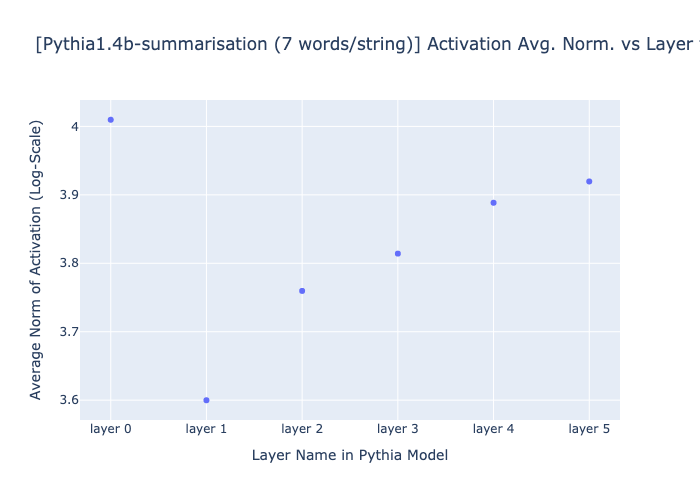 [Pythia1.4b-summarisation (7 words/string)] Activation Avg. Norm. vs Layer
Average Norm of Activation (Log-Scale)
4
3.9
3.8
3.7
3.6
layer 0 layer 1 layer 2 layer 3 layer 4 layer 5
Layer Name in Pythia Model